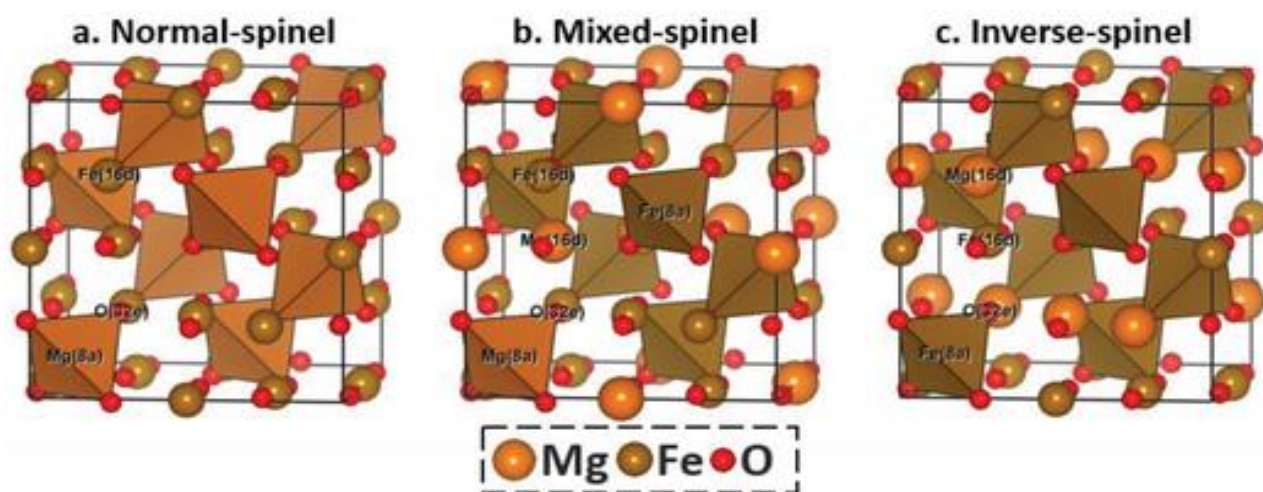 a. Normal-spinel
b. Mixed-spinel
c. Inverse-spinel
Fe(16d)
O(32e)
Mg(8a)
Fe(16d)
Fe(8a)
Mg(16d)
O(32e)
Mg(8a)
Mg(16d)
Fe(16d)
O(32e)
Fe(8a)
Mg Fe O